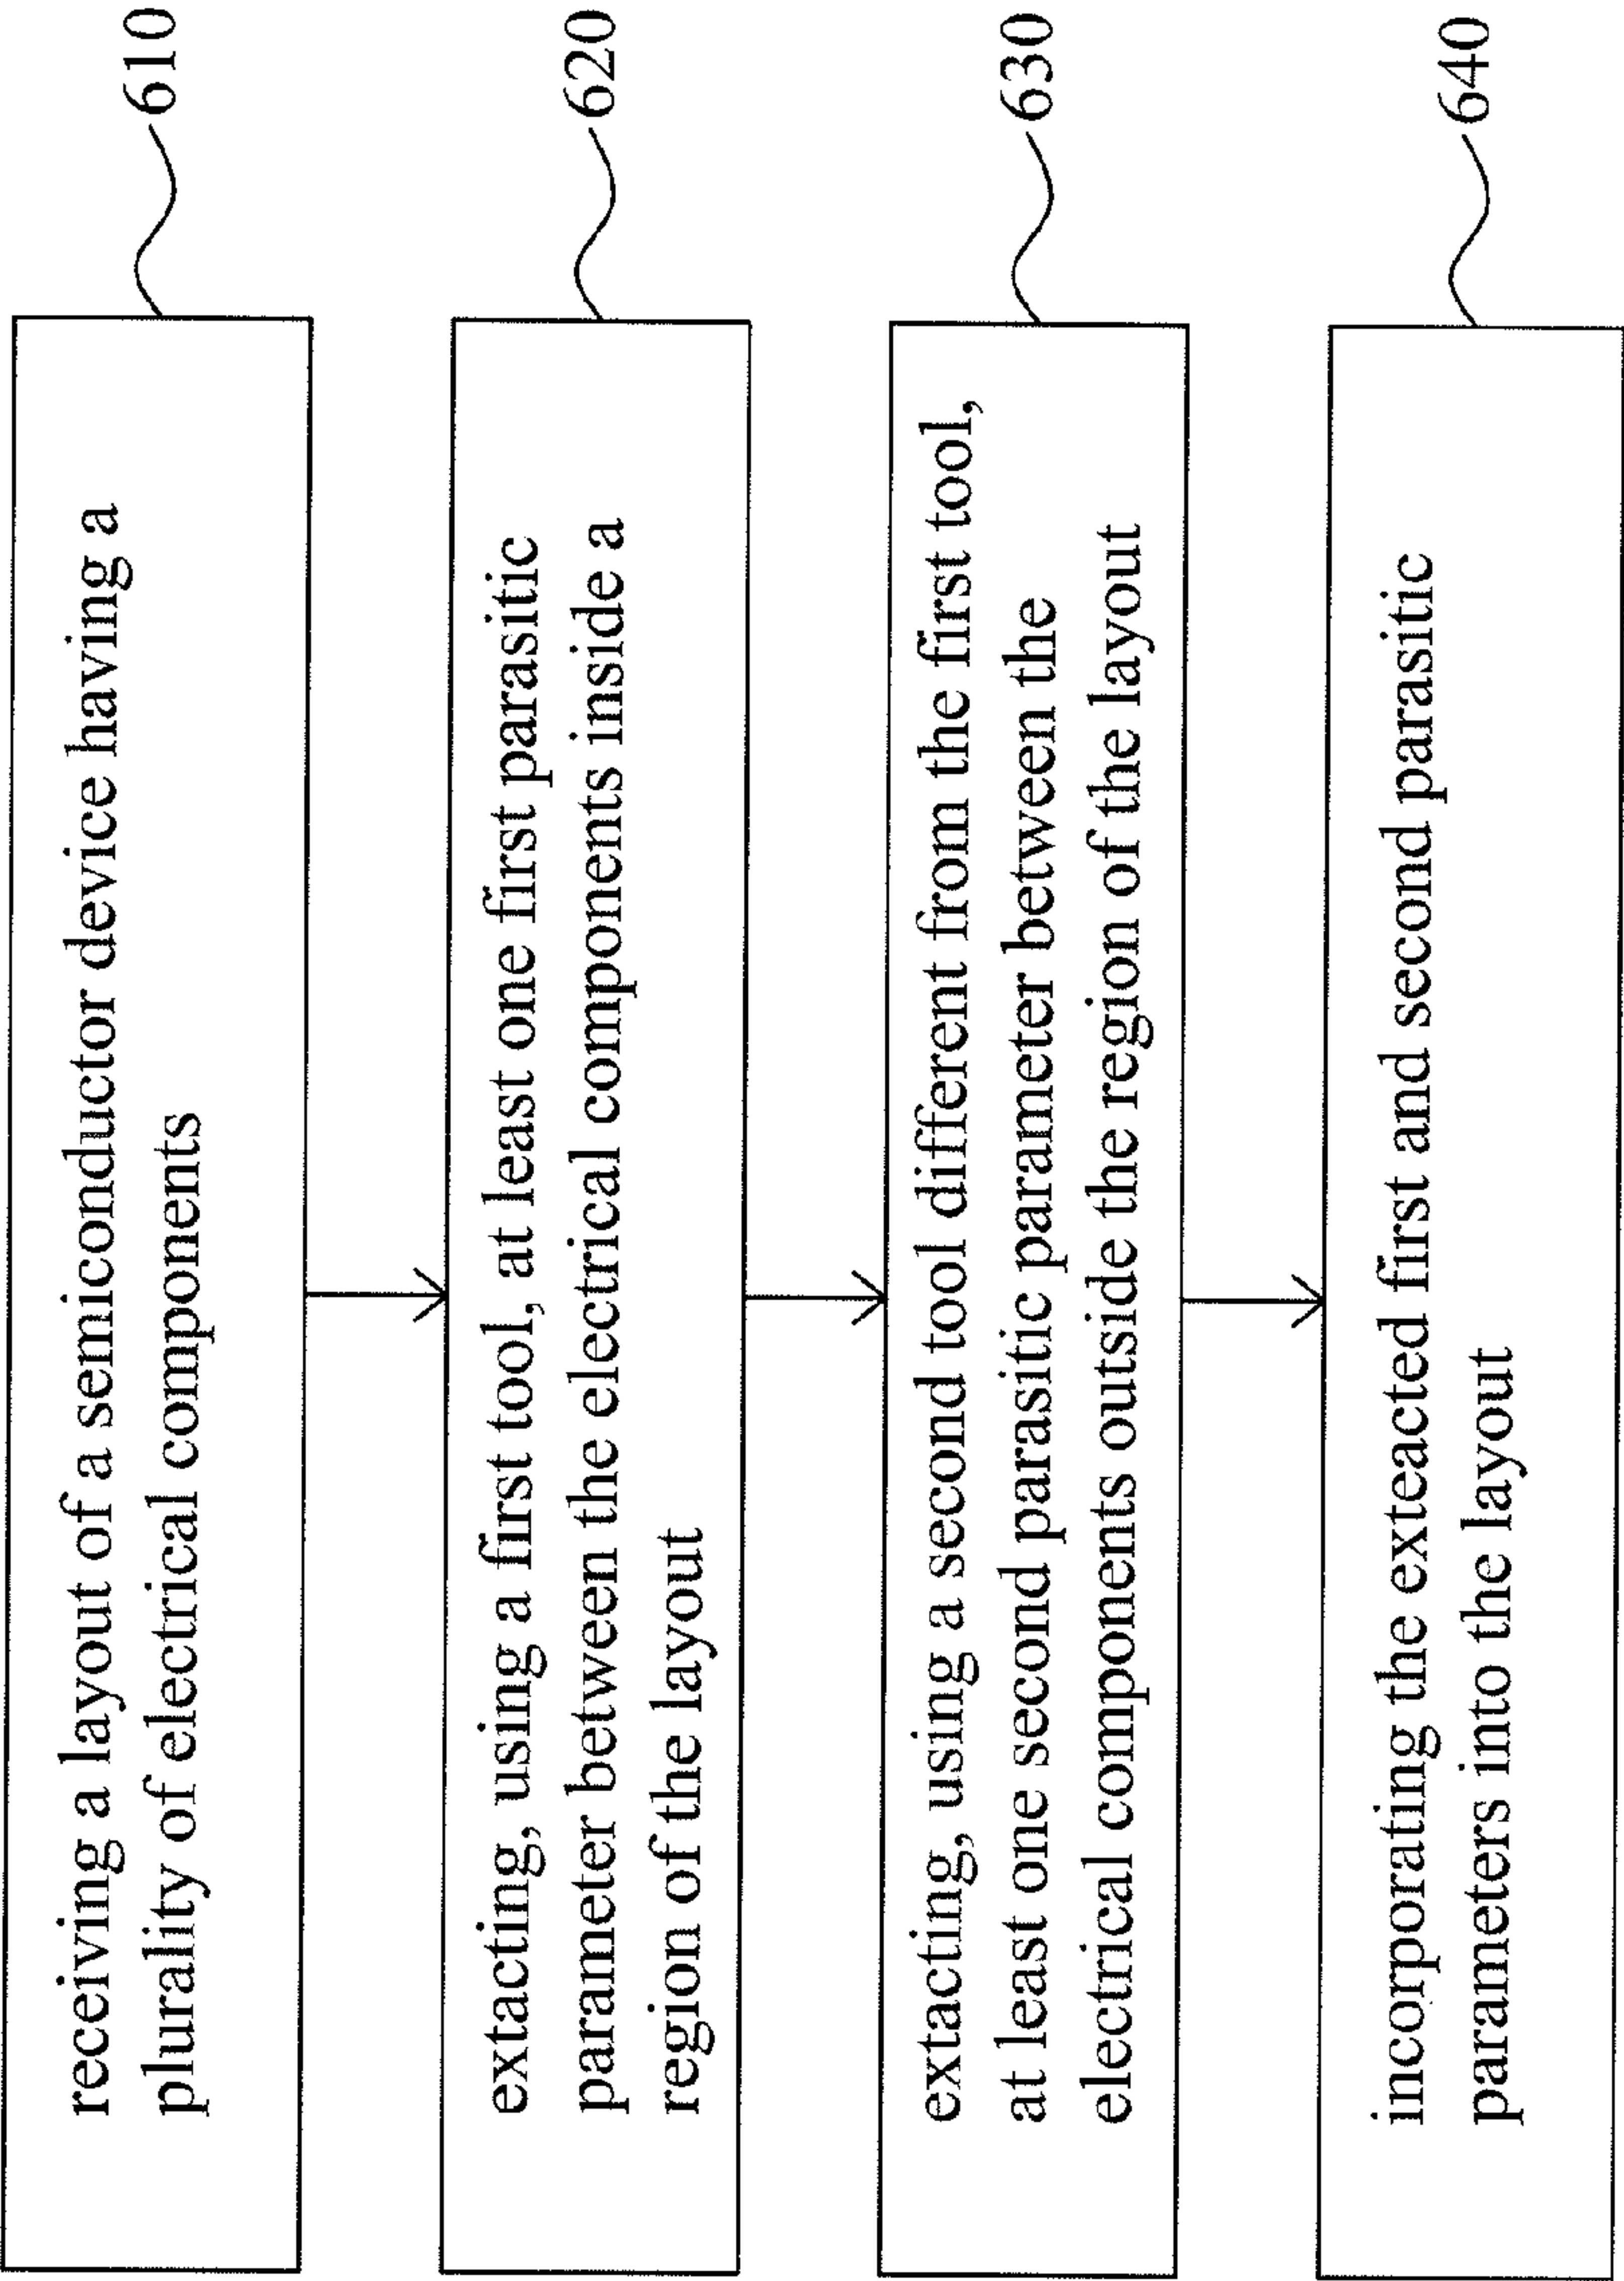 receiving a layout of a semiconductor device having a
plurality of electrical components
610
extacting, using a first tool, at least one first parasitic
parameter between the electrical components inside a
region of the layout
620
extacting, using a second tool different from the first tool,
at least one second parasitic parameter between the
electrical components outside the region of the layout
630
incorporating the exteacted first and second parasitic
parameters into the layout
640